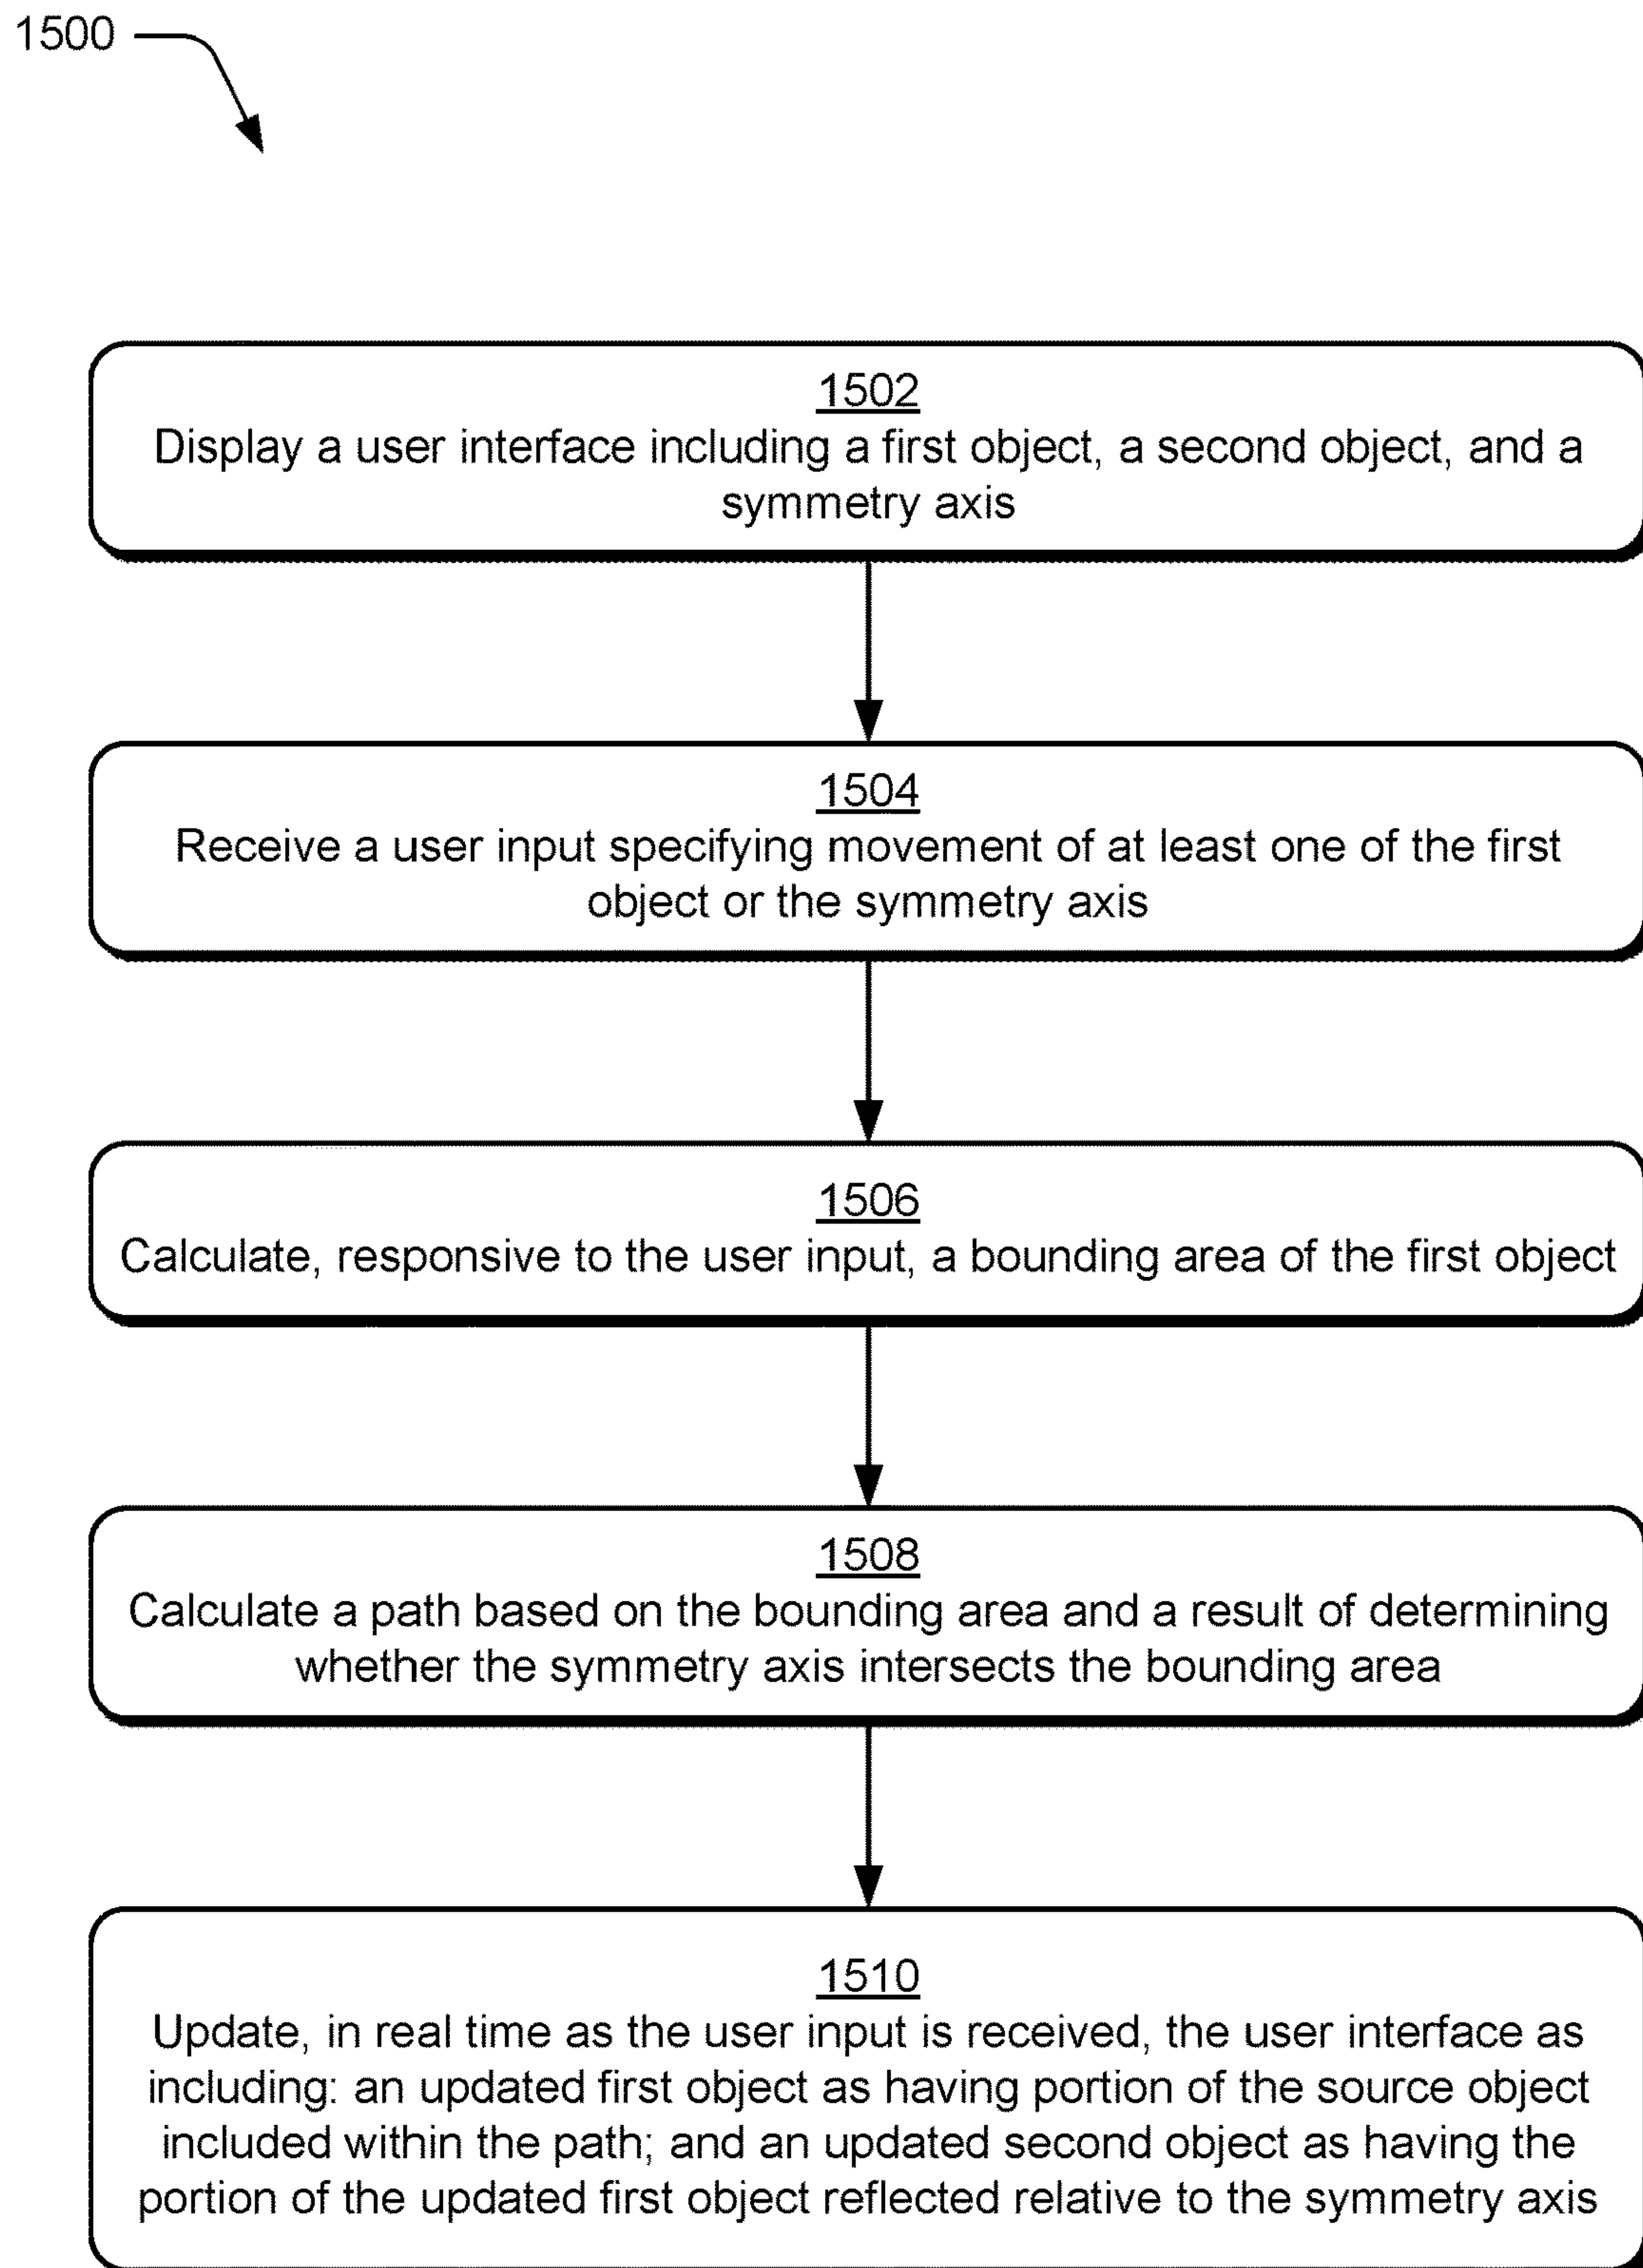 1500
1502
Display a user interface including a first object, a second object, and a
symmetry axis
1504
Receive a user input specifying movement of at least one of the first
object or the symmetry axis
1506
Calculate, responsive to the user input, a bounding area of the first object
1508
Calculate a path based on the bounding area and a result of determining
whether the symmetry axis intersects the bounding area
1510
Update, in real time as the user input is received, the user interface as
including: an updated first object as having portion of the source object
included within the path; and an updated second object as having the
portion of the updated first object reflected relative to the symmetry axis